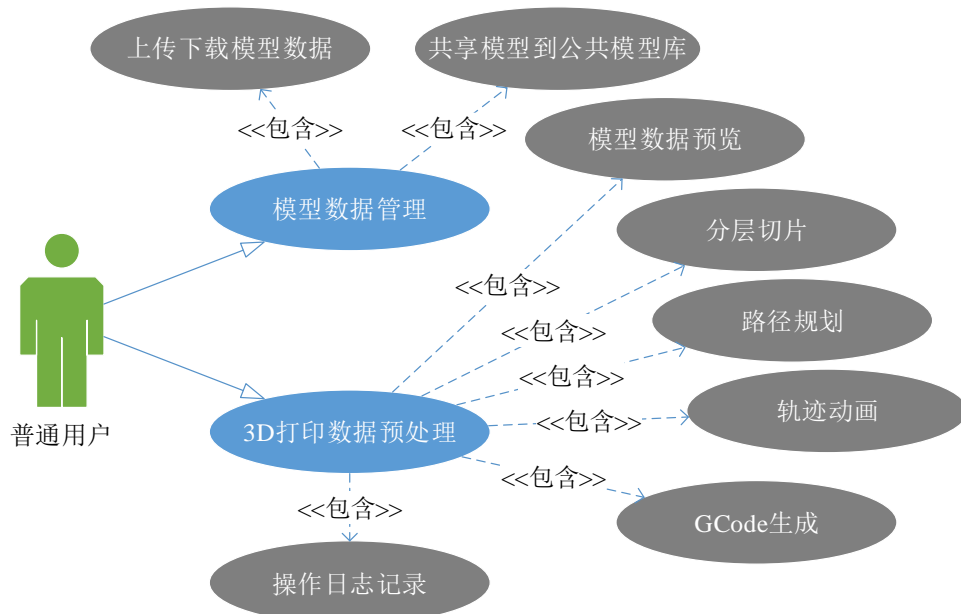 上传下载模型数据
共享模型到公共模型库
<<包含>>
<<包含>>
模型数据预览
模型数据管理
分层切片
<<包含>>
路径规划
<<包含>>
<<包含>>
轨迹动画
<<包含>>
普通用户
3D打印数据预处理
<<包含>>
<<包含>>
GCode生成
操作日志记录